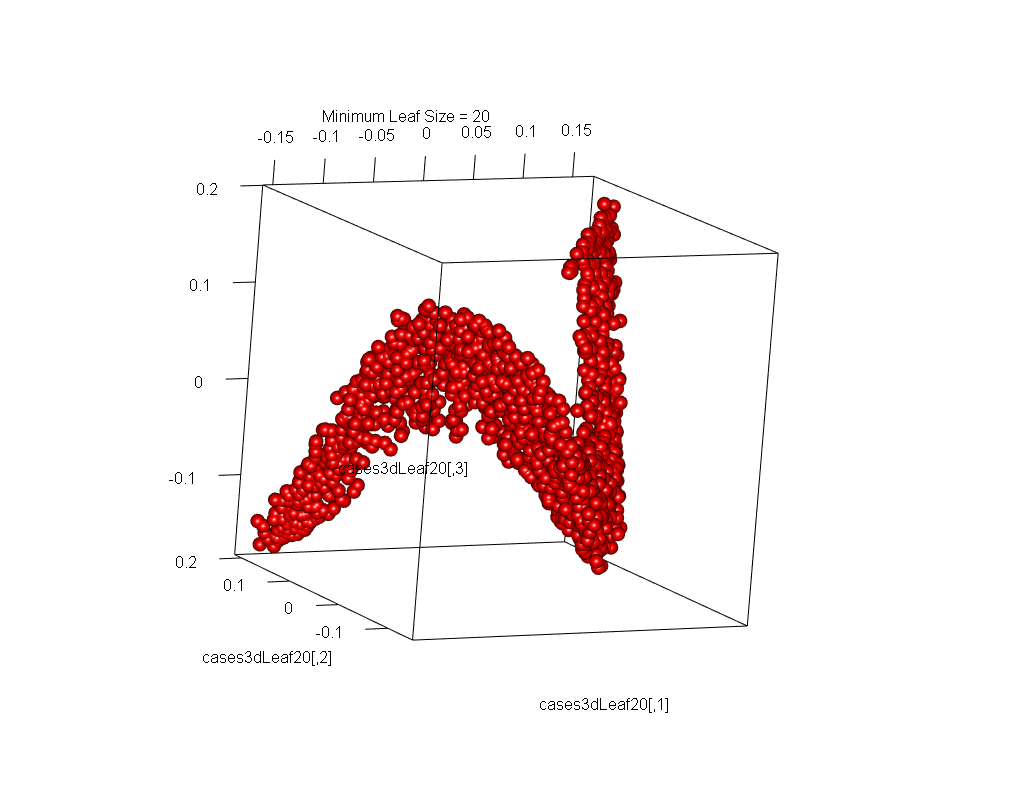 Minimum Leaf Size = 20
-0.15 -0.1 -0.05 0 0.05 0.1 0.15
0.2
0.1
0
-0.1
cases3dLeaf20[,3]
0.2
0.1
0
-0.1
cases3dLeaf20[,2]
cases3dLeaf20[,1]